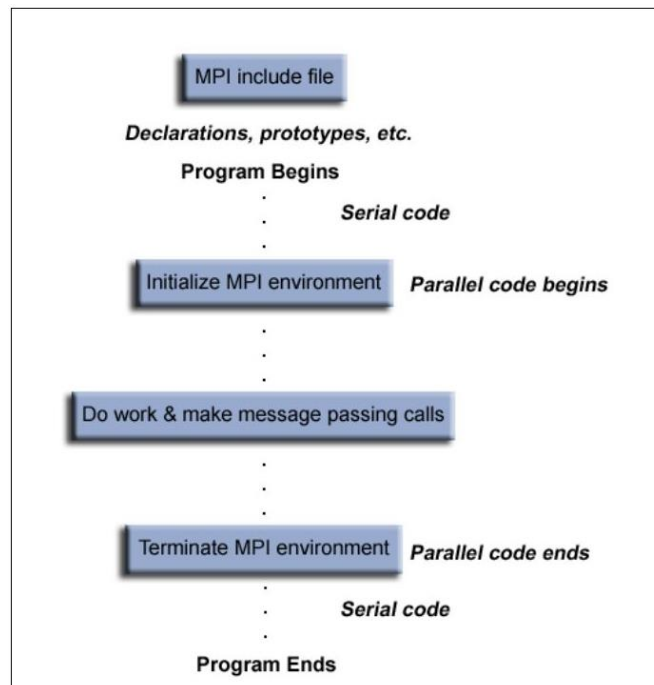 MPI include file
Declarations, prototypes, etc.
Program Begins
Serial code
Initialize MPI environment
Parallel code begins
Do work & make message passing calls
Terminate MPI environment
Parallel code ends
Serial code
Program Ends